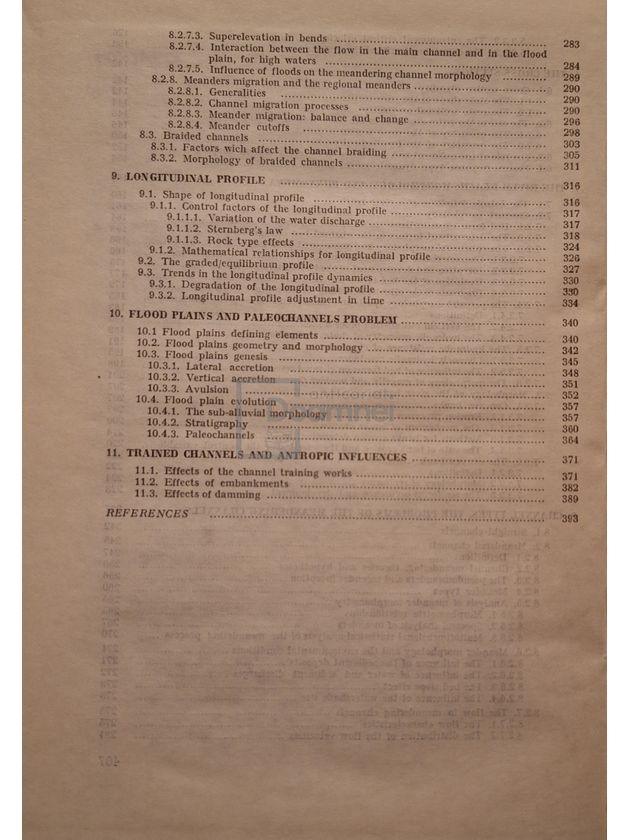 8.2.7.3. Superelevation in bends 283
8.2.7.4. Interaction between the flow in the main channel and in the flood
plain, for high waters 284
8.2.7.5. Influence of floods on the meandering channel morphology 289
8.2.8. Meanders migration and the regional meanders 290
8.2.8.1. Generalities 290
8.2.8.2. Channel migration processes 290
8.2.8.3. Meander migration: balance and change 296
8.2.8.4. Meander cutoffs 298
8.3. Braided channels 303
8.3.1. Factors wich affect the channel braiding 305
8.3.2. Morphology of braided channels 311
9. LONGITUDINAL PROFILE 316
9.1. Shape of longitudinal profile 316
9.1.1. Control factors of the longitudinal profile 317
9.1.1.1. Variation of the water discharge 317
9.1.1.2. Sternberg's law 318
9.1.1.3. Rock type effects 324
9.1.2. Mathematical relationships for longitudinal profile 326
9.2. The graded/equilibrium profile 327
9.3. Trends in the longitudinal profile dynamics 330
9.3.1. Degradation of the longitudinal profile 330
9.3.2. Longitudinal profile adjustment in time 334
10. FLOOD PLAINS AND PALEOCHANNELS PROBLEM 340
10.1 Flood plains defining elements 340
10.2. Flood plains geometry and morphology 342
10.3. Flood plains genesis 345
10.3.1. Lateral accretion 348
10.3.2. Vertical accretion 351
10.3.3. Avulsion 352
10.4. Flood plain evolution 357
10.4.1. The sub-alluvial morphology 357
10.4.2. Stratigraphy 360
10.4.3. Paleochannels 364
11. TRAINED CHANNELS AND ANTROPIC INFLUENCES 371
11.1. Effects of the channel training works 371
11.2. Effects of embankments 382
11.3. Effects of damming 389
REFERENCES 393